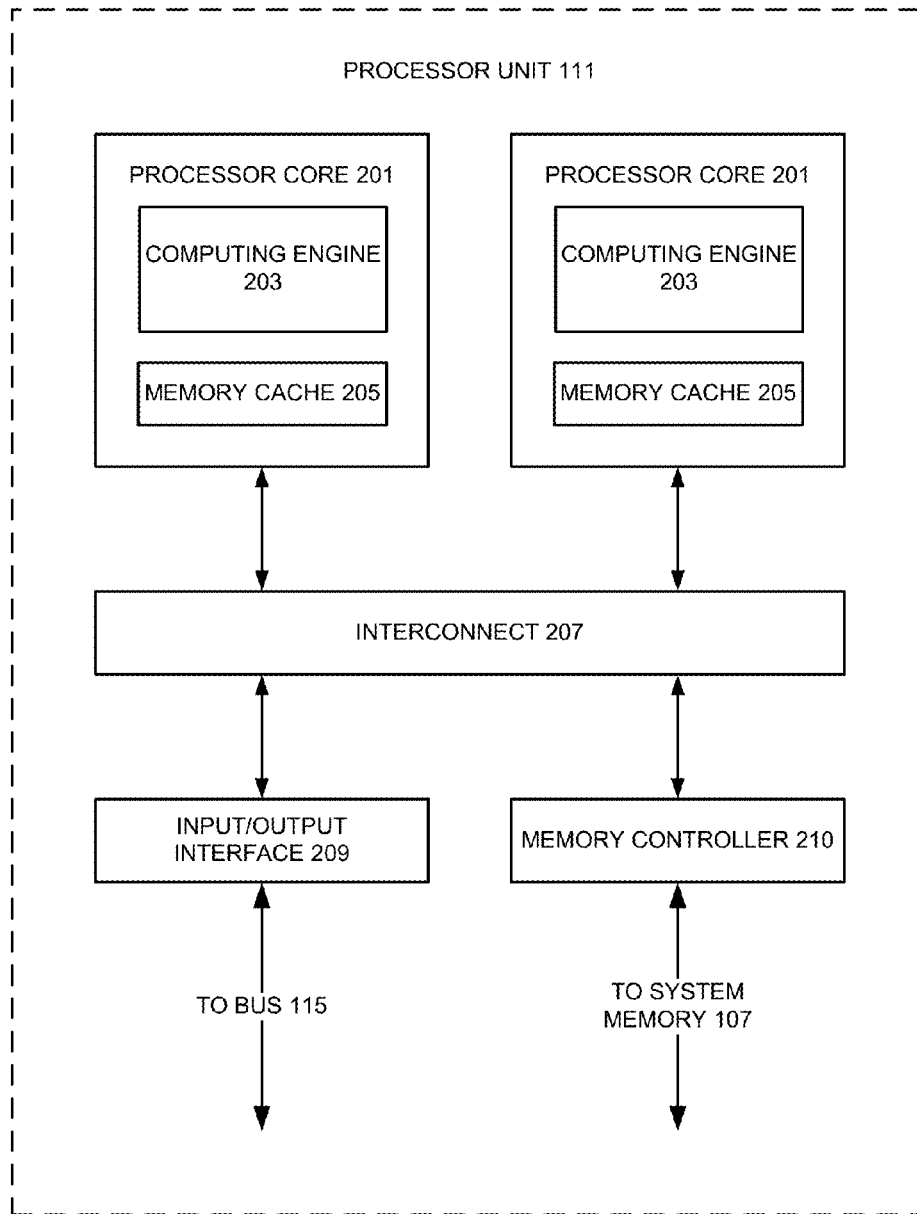 PROCESSOR UNIT 111
PROCESSOR CORE 201
COMPUTING ENGINE
203
MEMORY CACHE 205
PROCESSOR CORE 201
COMPUTING ENGINE
203
MEMORY CACHE 205
INTERCONNECT 207
INPUT/OUTPUT
INTERFACE 209
MEMORY CONTROLLER 210
TO BUS 115
TO SYSTEM
MEMORY 107